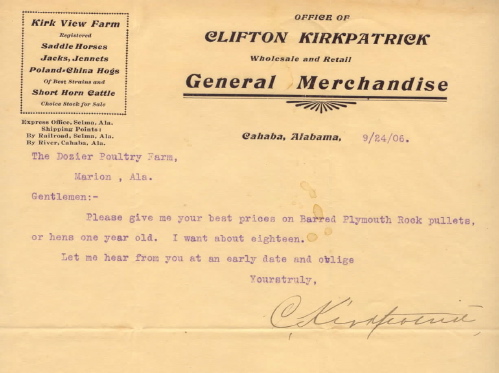 Kirk View Farm
Registered
Saddle Horses
Jacks, Jennets
Poland-China Hogs
Of Best Strains and
Short Horn Cattle
Choice Stock for Sale
Express Office, Selma, Ala.
Shipping Points:
By Railroad, Selma, Ala.
By River, Cahaba, Ala.
OFFICE OF
CLIFTON KIRKPATRICK
Wholesale and Retail
General Merchandise
Cahaba, Alabama, 9/24/06.
The Dozier Poultry Farm,
Marion , Ala.
Gentlemen:-
Please give me your best prices on Barred Plymouth Rock pullets,
or hens one year old. I want about eighteen.
Let me hear from you at an early date and oblige
Yourstruly,
C. Kirkpatrick